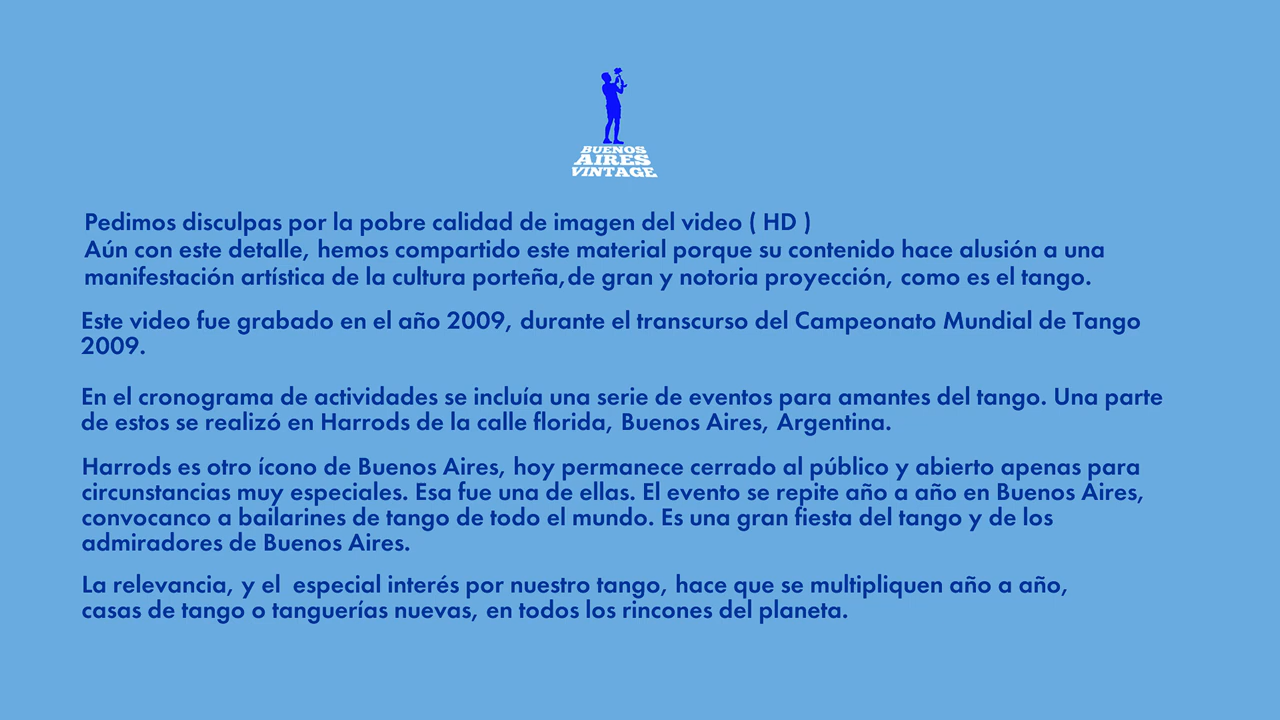 BUENOS
AIRES
VINTAGE
Pedimos disculpas por la pobre calidad de imagen del video ( HD )
Aún con este detalle, hemos compartido este material porque su contenido hace alusión a una
manifestación artística de la cultura porteña,de gran y notoria proyección, como es el tango.
Este video fue grabado en el año 2009, durante el transcurso del Campeonato Mundial de Tango
2009.
En el cronograma de actividades se incluía una serie de eventos para amantes del tango. Una parte
de estos se realizó en Harrods de la calle florida, Buenos Aires, Argentina.
Harrods es otro ícono de Buenos Aires, hoy permanece cerrado al público y abierto apenas para
circunstancias muy especiales. Esa fue una de ellas. El evento se repite año a año en Buenos Aires,
convocanco a bailarines de tango de todo el mundo. Es una gran fiesta del tango y de los
admiradores de Buenos Aires.
La relevancia, y el  especial interés por nuestro tango, hace que se multipliquen año a año,
casas de tango o tanguerías nuevas, en todos los rincones del planeta.